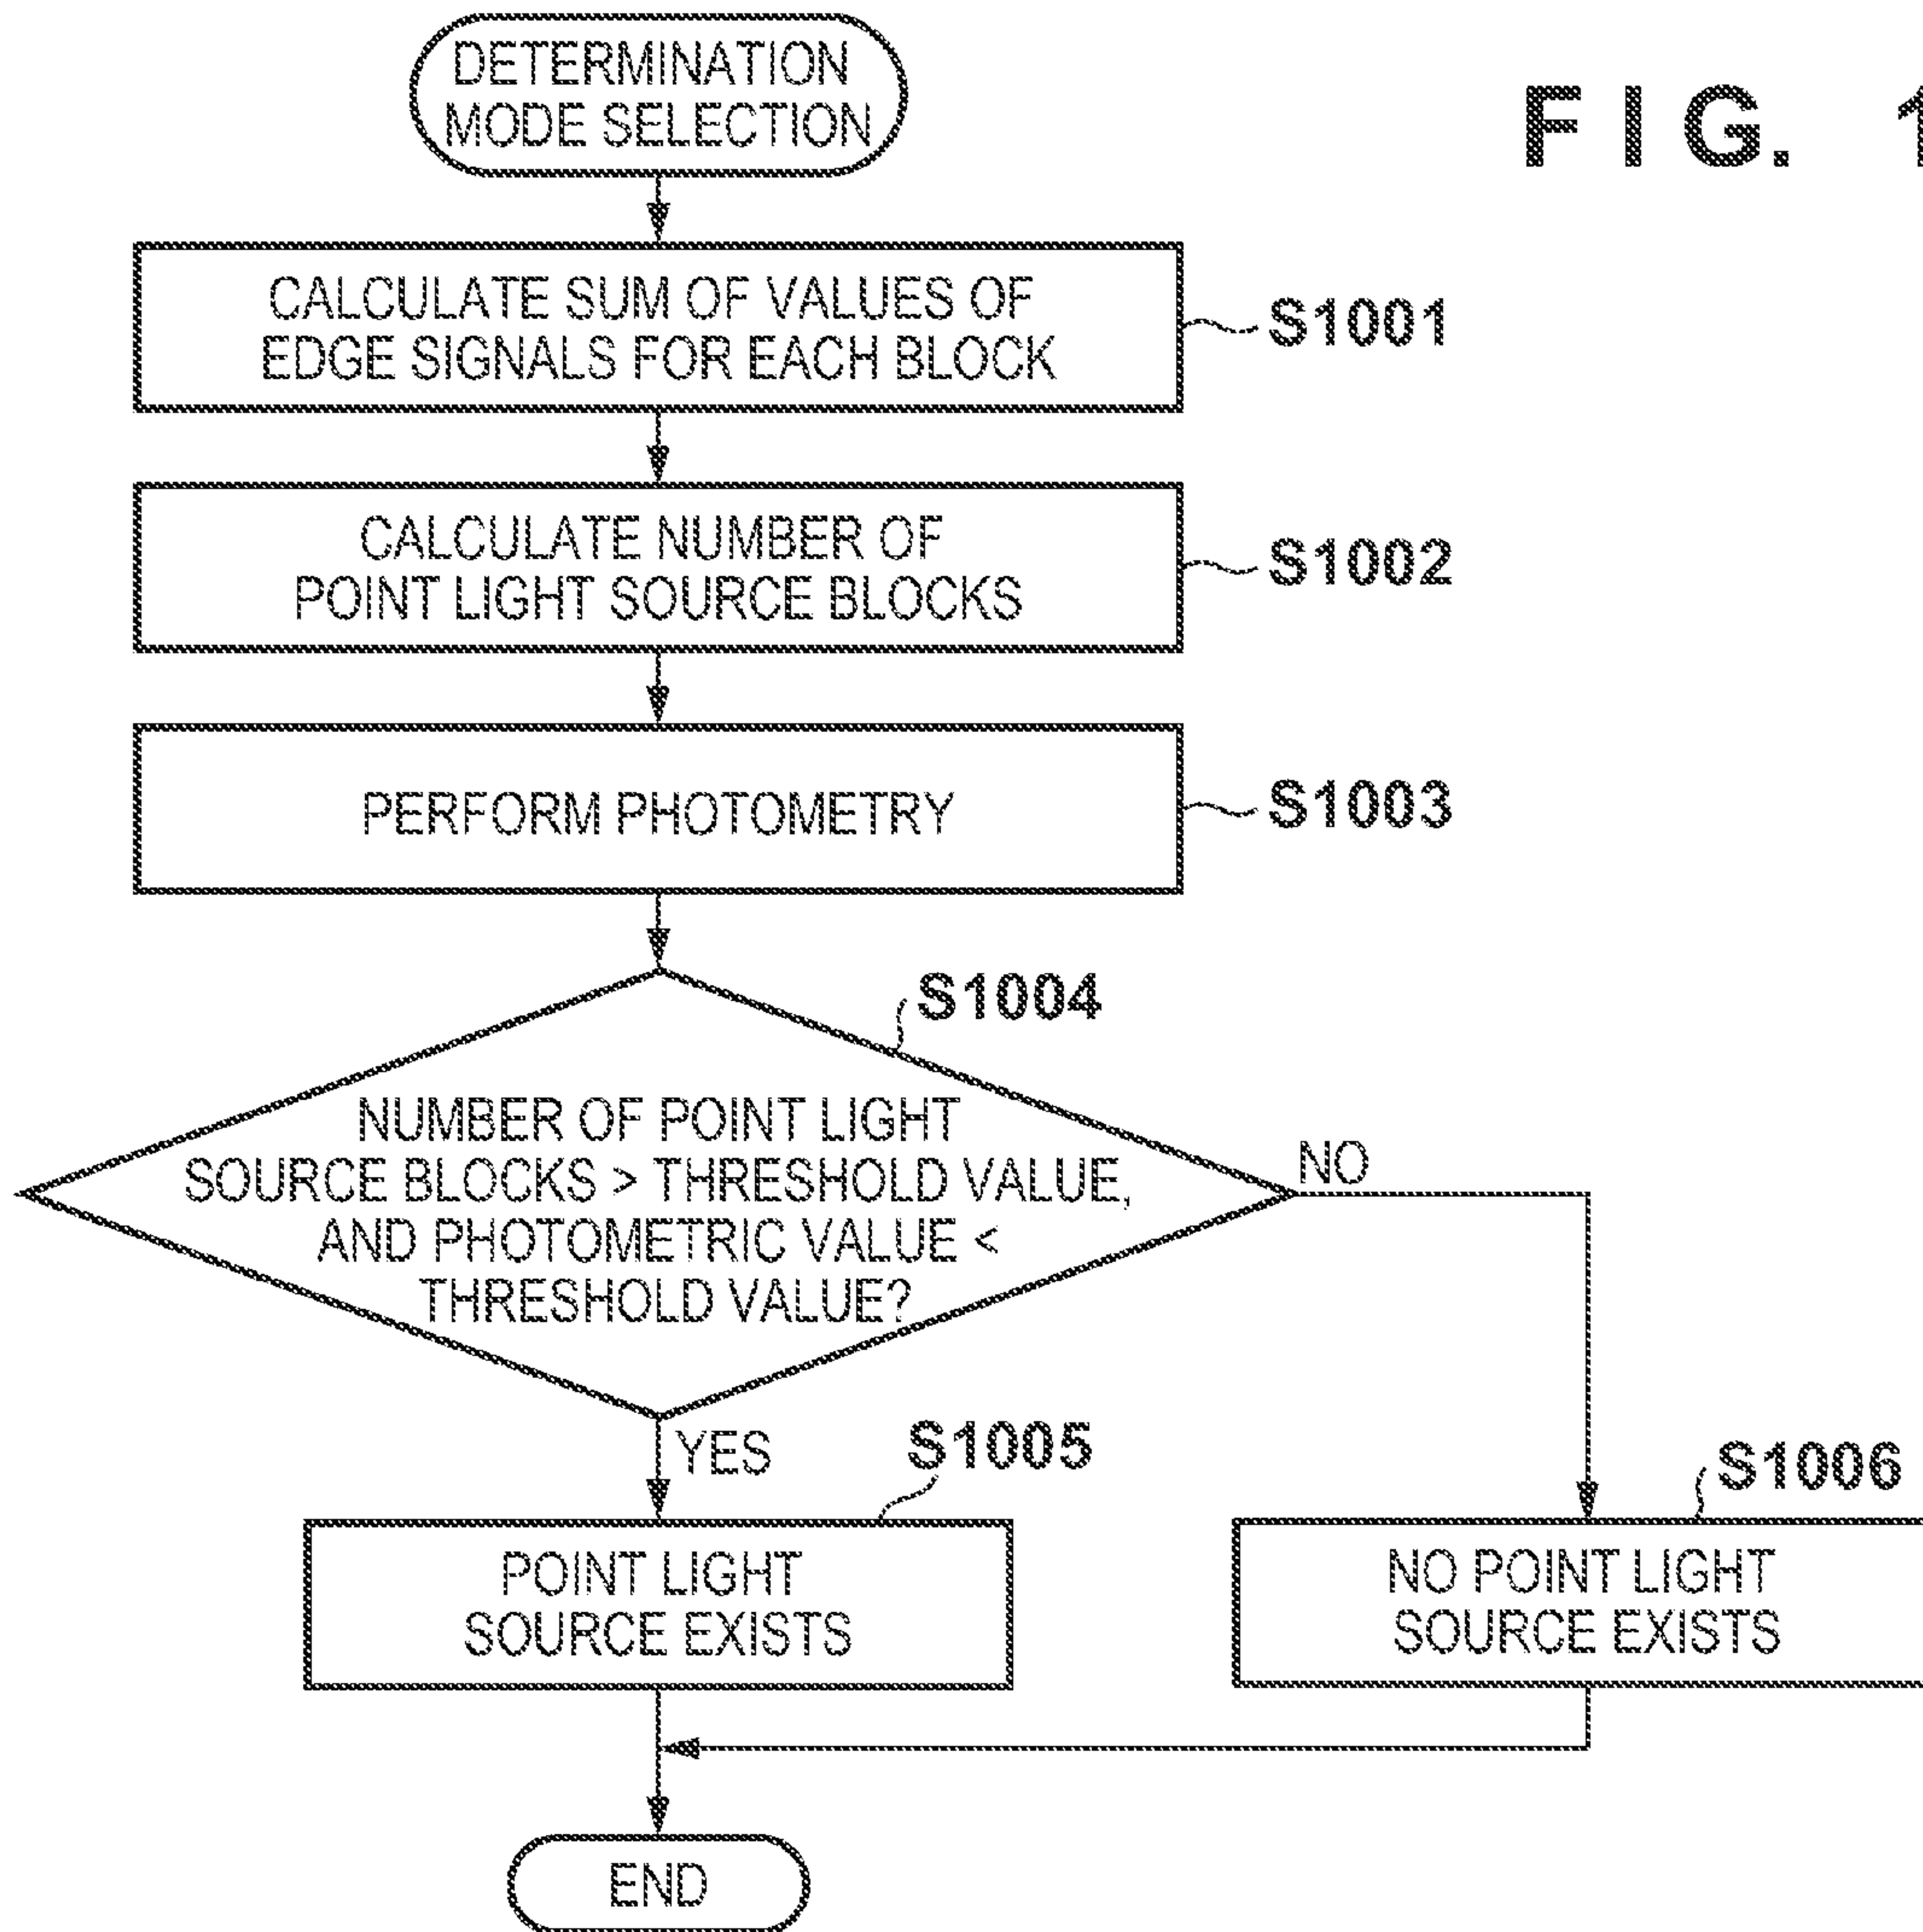 DETERMINATION
MODE SELECTION
F I G. 1
CALCULATE SUM OF VALUES OF
EDGE SIGNALS FOR EACH BLOCK
S1001
CALCULATE NUMBER OF
POINT LIGHT SOURCE BLOCKS
S1002
PERFORM PHOTOMETRY
S1003
S1004
NUMBER OF POINT LIGHT
SOURCE BLOCKS > THRESHOLD VALUE,
AND PHOTOMETRIC VALUE <
THRESHOLD VALUE?
NO
YES
S1005
S1006
POINT LIGHT
SOURCE EXISTS
NO POINT LIGHT
SOURCE EXISTS
END